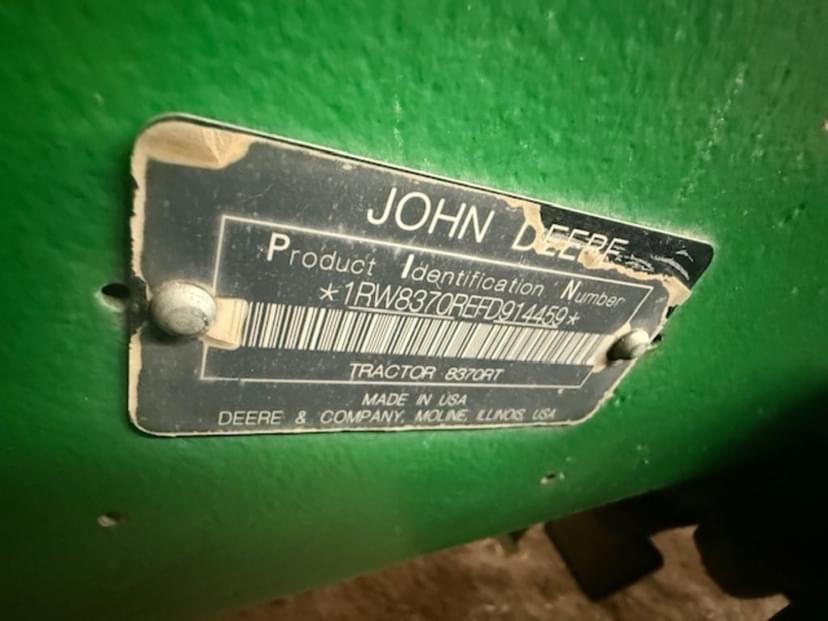 JOHN DEERE
Product Identification Number
*1RW8370REFD914459*
TRACTOR 8370RT
MADE IN USA
DEERE & COMPANY, MOLINE, ILLINOIS, USA